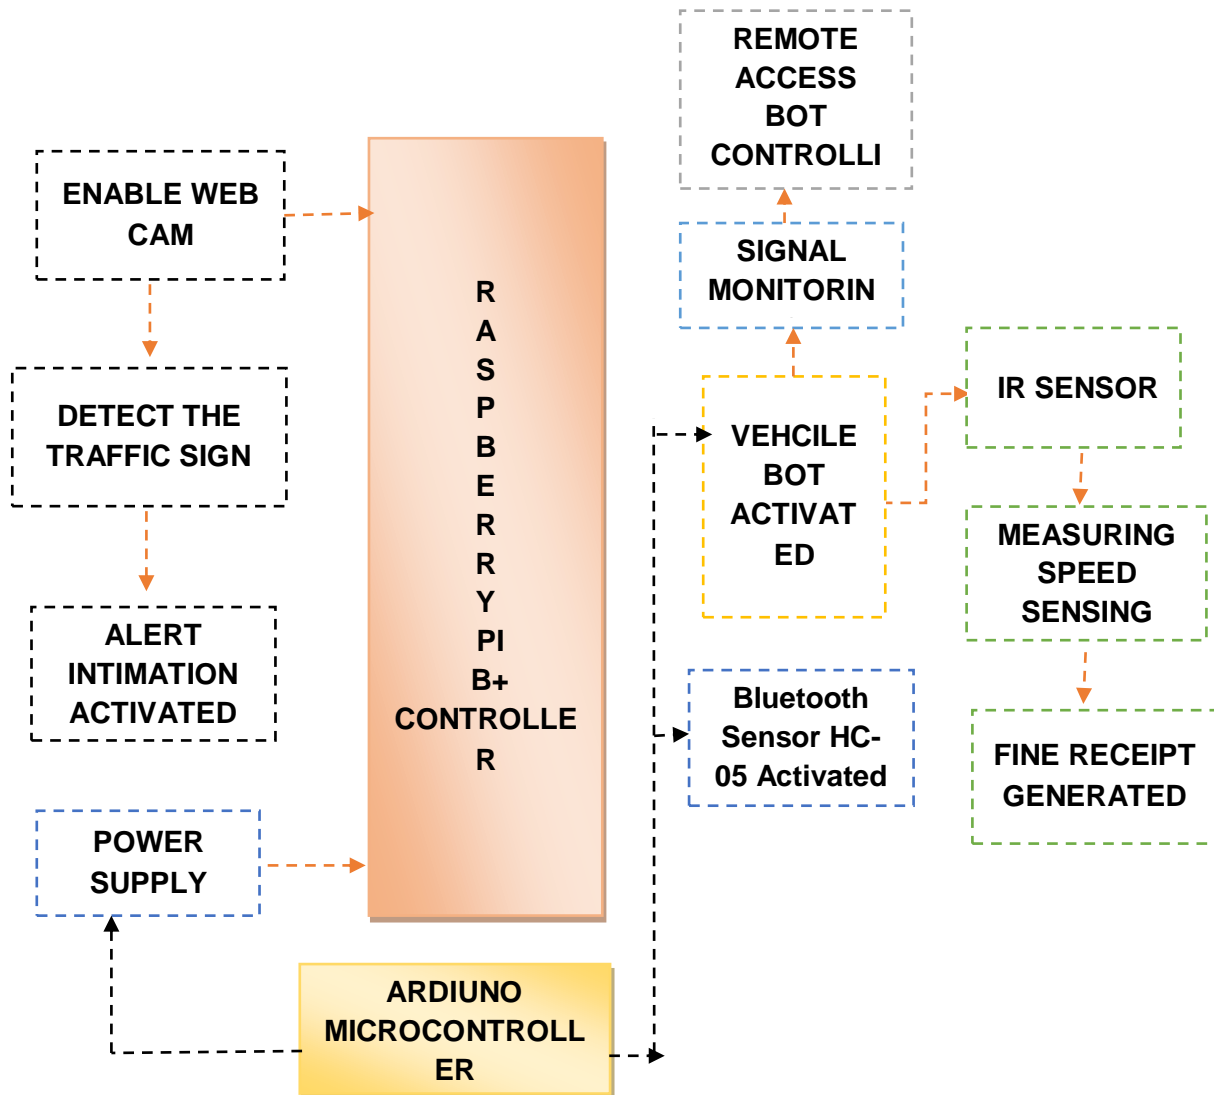 REMOTE
ACCESS
BOT
CONTROLLI
ENABLE WEB
CAM
SIGNAL
MONITORIN
R
A
S
P
B
E
R
R
Y
PI
B+
CONTROLLE
R
DETECT THE
TRAFFIC SIGN
VEHCILE
BOT
ACTIVAT
ED
IR SENSOR
MEASURING
SPEED
SENSING
ALERT
INTIMATION
ACTIVATED
Bluetooth
Sensor HC-
05 Activated
FINE RECEIPT
GENERATED
POWER
SUPPLY
ARDIUNO
MICROCONTROLL
ER